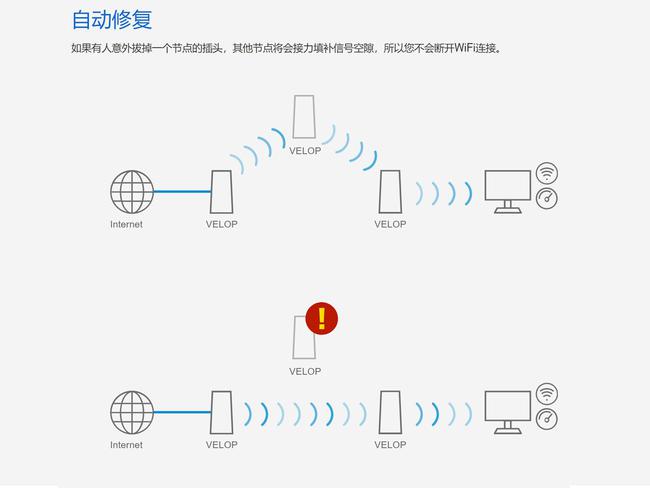 自动修复
如果有人意外拔掉一个节点的插头，其他节点将会接力填补信号空隙，所以您不会断开WiFi连接。
VELOP
Internet
VELOP
VELOP
!
VELOP
Internet
VELOP
VELOP